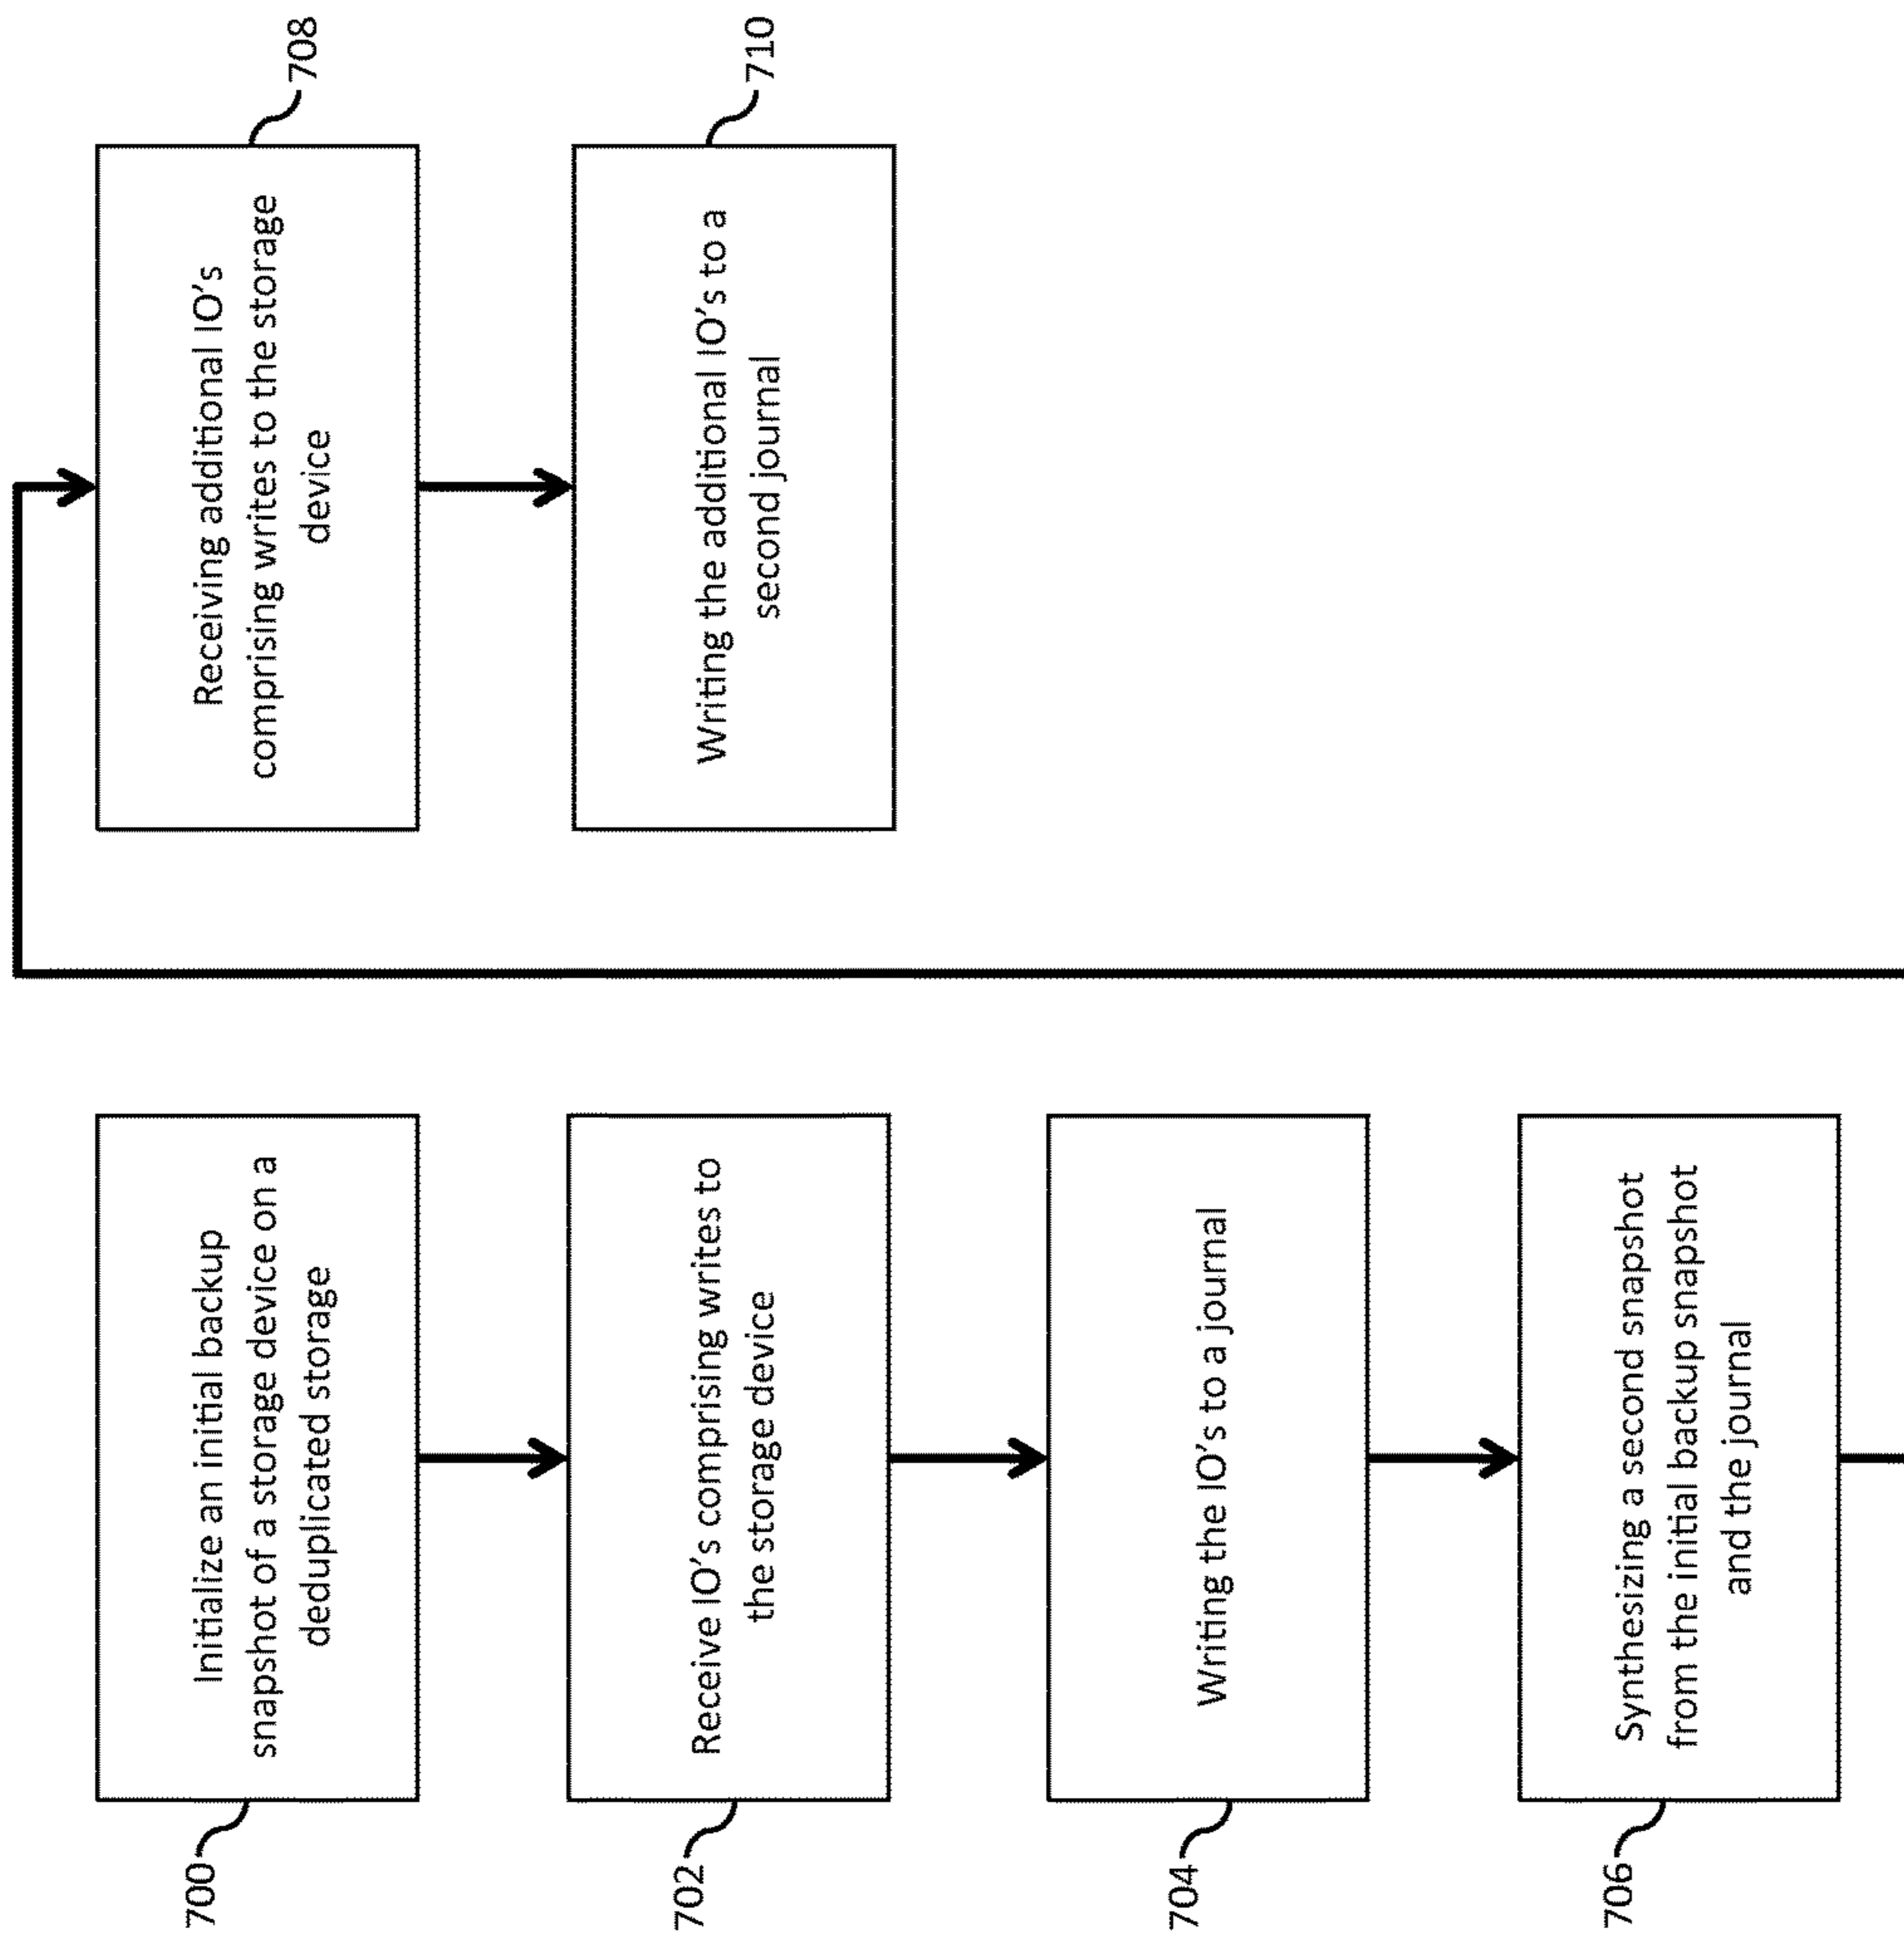 700
Initialize an initial backup
snapshot of a storage device on a
deduplicated storage
702
Receive IO's comprising writes to
the storage device
704
Writing the IO's to a journal
706
Synthesizing a second snapshot
from the initial backup snapshot
and the journal
Receiving additional IO's
comprising writes to the storage
device
708
Writing the additional IO's to a
second journal
710